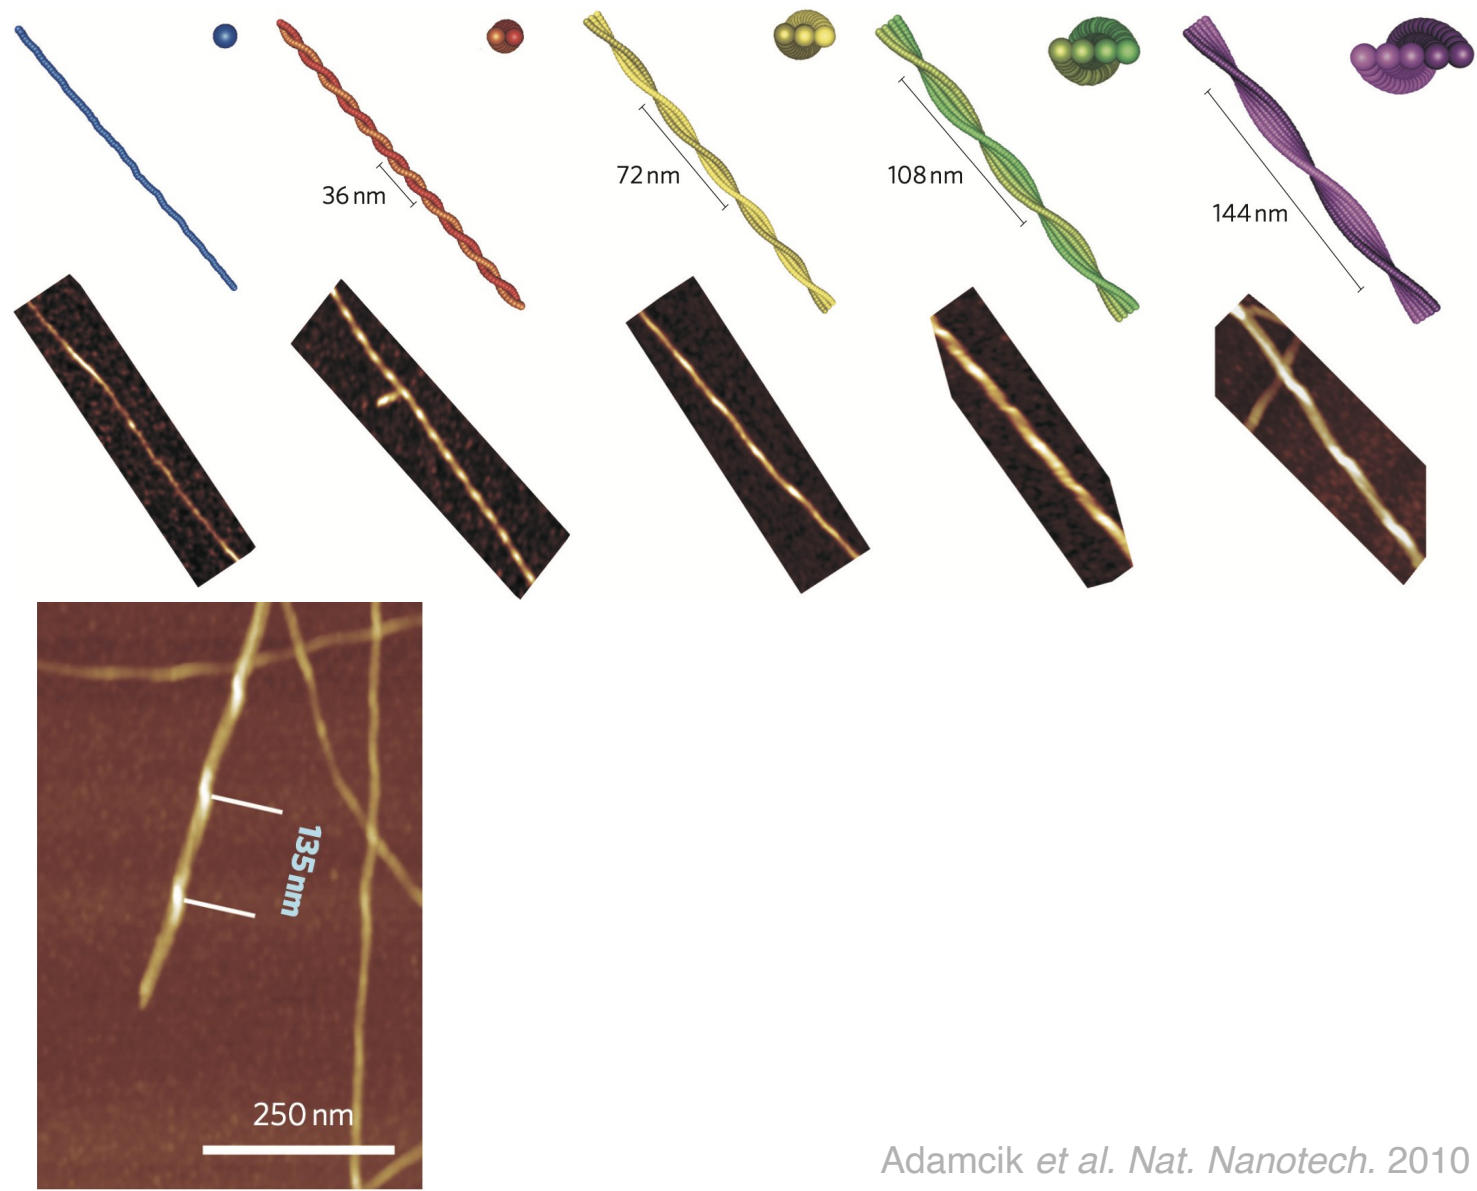 36 nm
72 nm
108 nm
144 nm
135 nm
250 nm
Adamcik et al. Nat. Nanotech. 2010